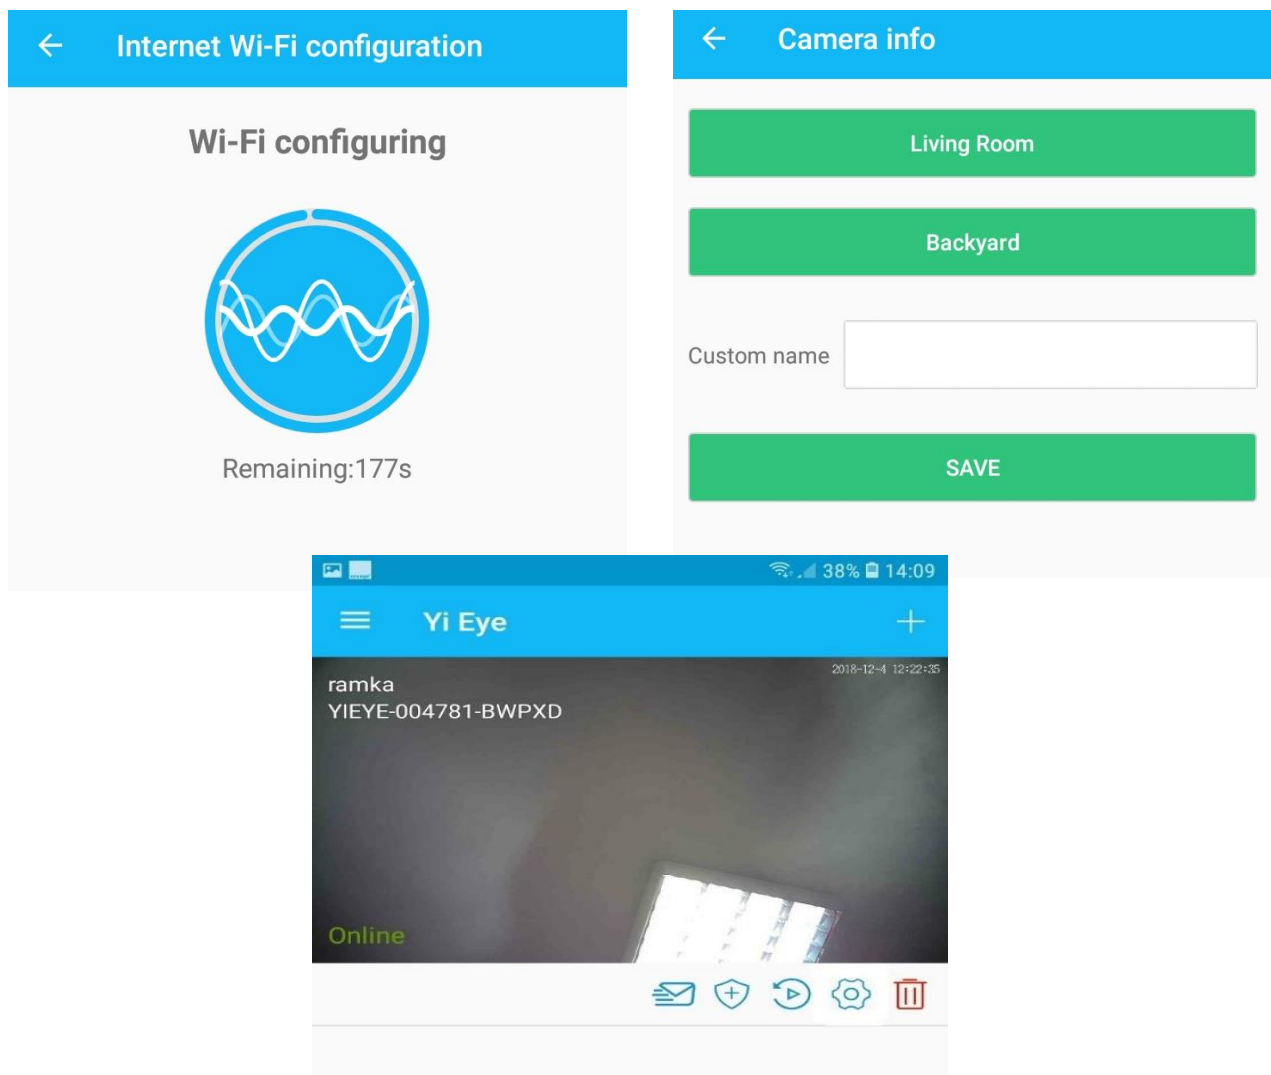 Internet Wi-Fi configuration
Wi-Fi configuring
Remaining:177s
Camera info
Living Room
Backyard
Custom name
SAVE
38% 14:09
Yi Eye
2018-12-4 12:22:35
ramka
YIEYE-004781-BWPXD
Online